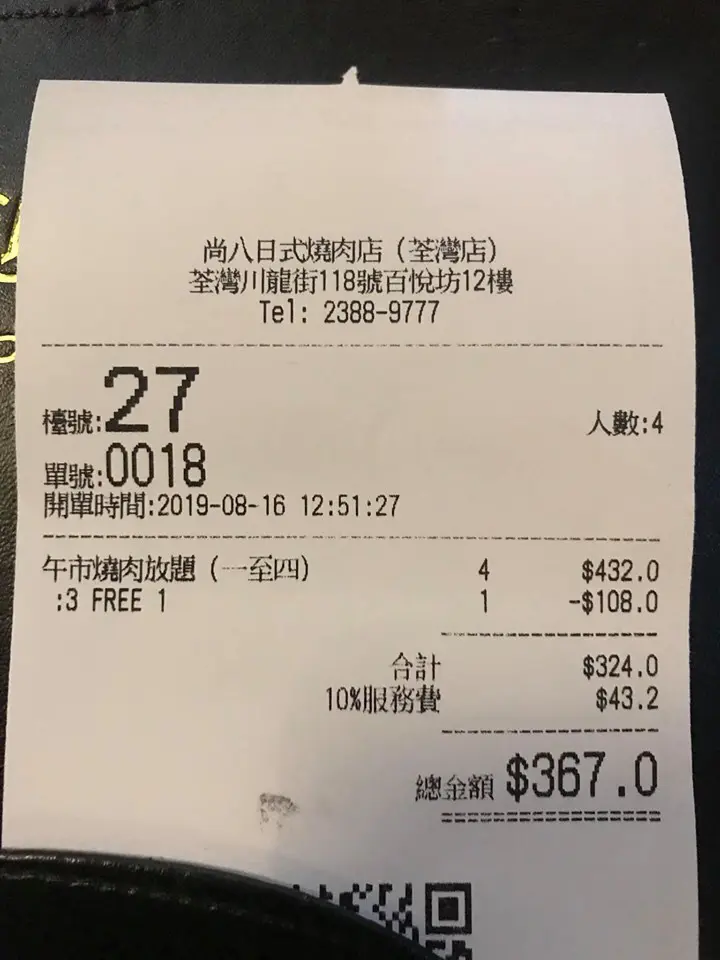 尚八日式燒肉店（荃灣店）
荃灣川龍街118號百悅坊12樓
Tel: 2388-9777
檯號:27 人數:4
單號:0018
開單時間:2019-08-16 12:51:27
午市燒肉放題（一至四） 4 $432.0
:3 FREE 1 1 -$108.0
合計 $324.0
10%服務費 $43.2
總金額 $367.0